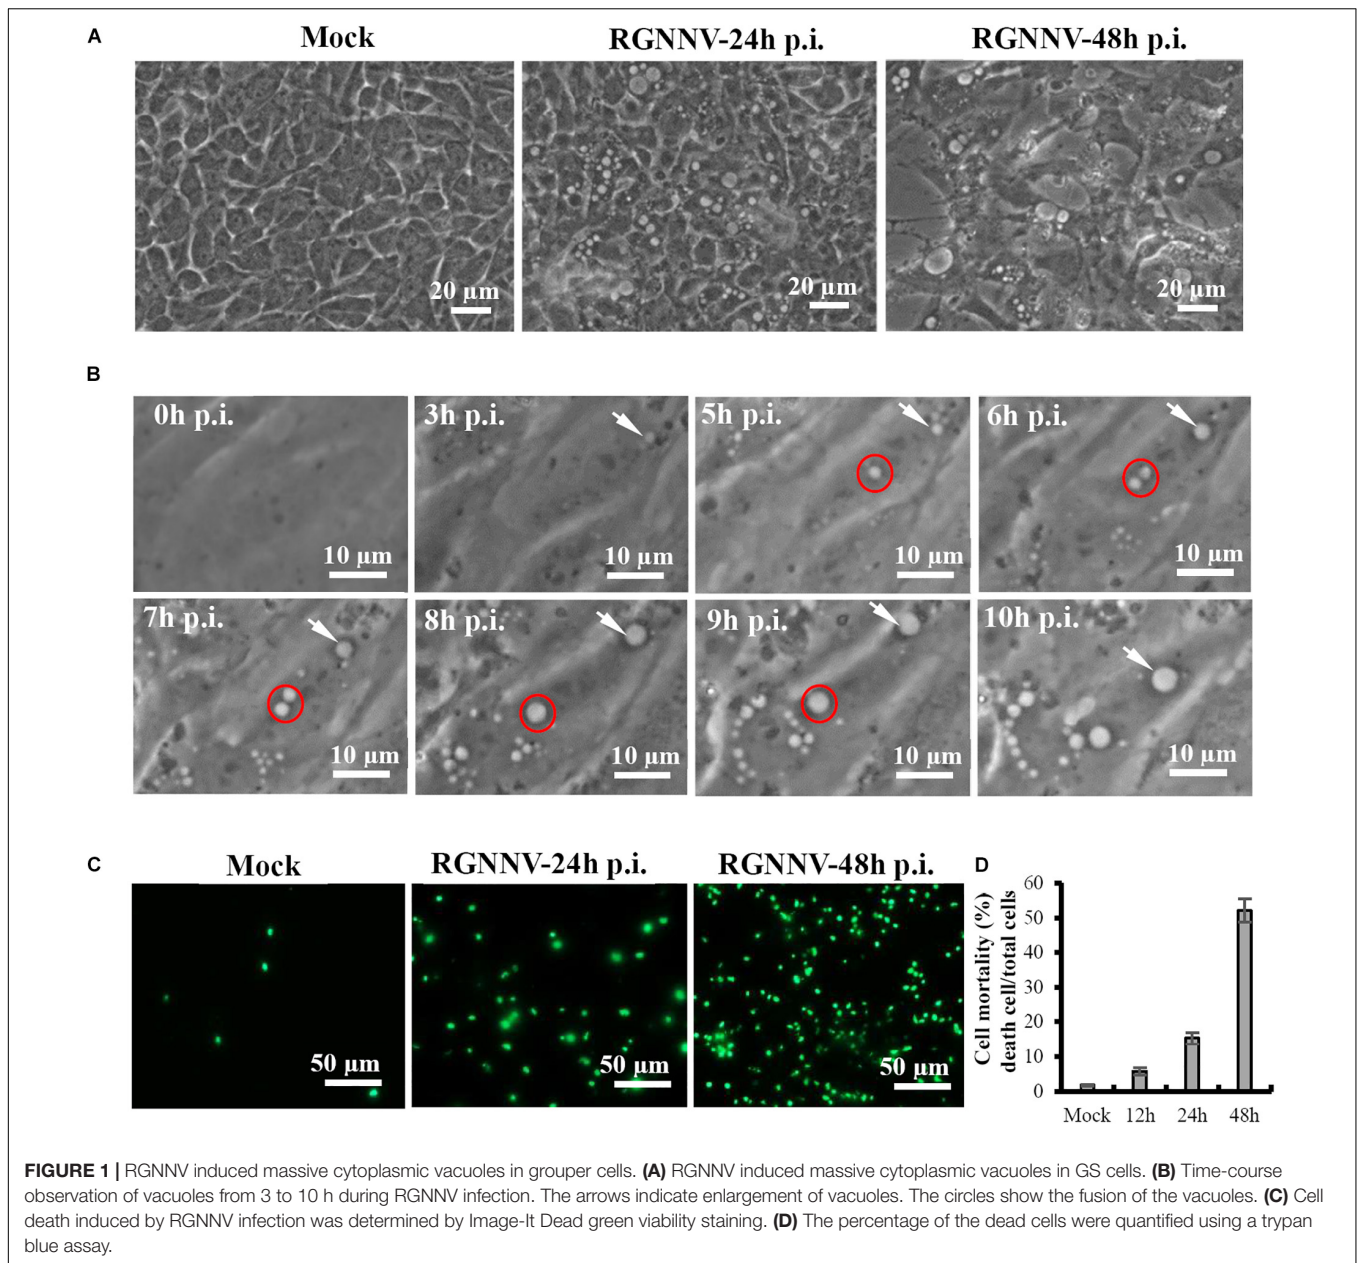 A
Mock
RGNNV-24h p.i.
RGNNV-48h p.i.
20 µm
20 µm
20 µm
B
0h p.i.
3h p.i.
5h p.i.
6h p.i.
10 µm
10 µm
10 µm
10 µm
7h p.i.
8h p.i.
9h p.i.
10h p.i.
10 µm
10 µm
10 µm
10 µm
C
Mock
RGNNV-24h p.i.
RGNNV-48h p.i.
50 µm
50 µm
50 µm
D
Cell mortality (%)
death cell/total cells
60
50
40
30
20
10
0
Mock 12h 24h 48h
FIGURE 1 | RGNNV induced massive cytoplasmic vacuoles in grouper cells. (A) RGNNV induced massive cytoplasmic vacuoles in GS cells. (B) Time-course
observation of vacuoles from 3 to 10 h during RGNNV infection. The arrows indicate enlargement of vacuoles. The circles show the fusion of the vacuoles. (C) Cell
death induced by RGNNV infection was determined by Image-It Dead green viability staining. (D) The percentage of the dead cells were quantified using a trypan
blue assay.